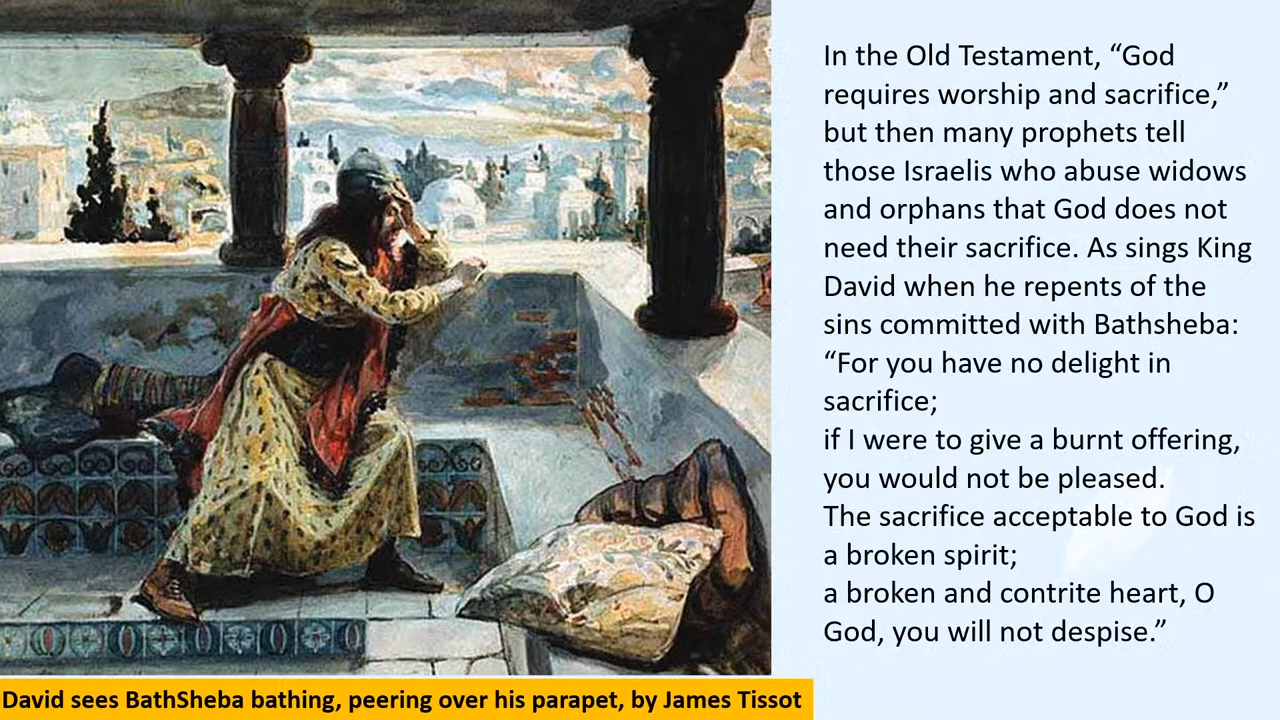 In the Old Testament, “God
requires worship and sacrifice,”
but then many prophets tell
those Israelis who abuse widows
and orphans that God does not
need their sacrifice. As sings King
David when he repents of the
sins committed with Bathsheba:
“For you have no delight in
sacrifice;
if I were to give a burnt offering,
you would not be pleased.
The sacrifice acceptable to God is
a broken spirit;
a broken and contrite heart, O
God, you will not despise.”
David sees BathSheba bathing, peering over his parapet, by James Tissot